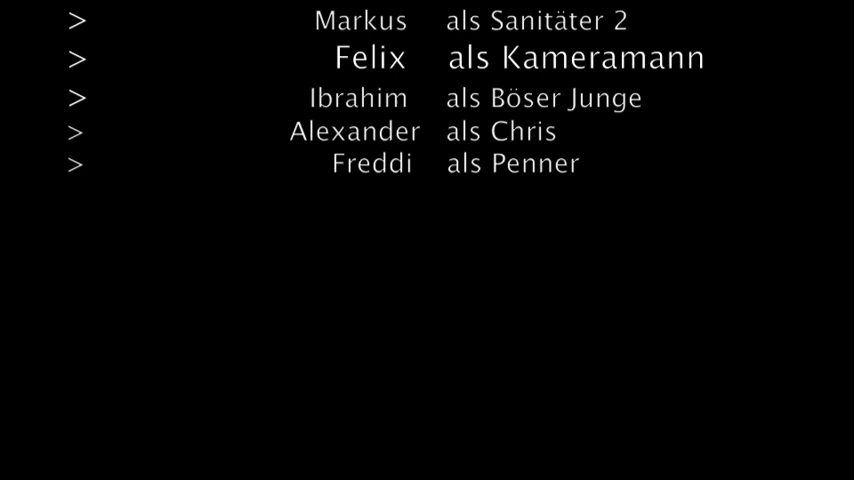 > Markus als Sanitäter 2
> Felix als Kameramann
> Ibrahim als Böser Junge
> Alexander als Chris
> Freddi als Penner